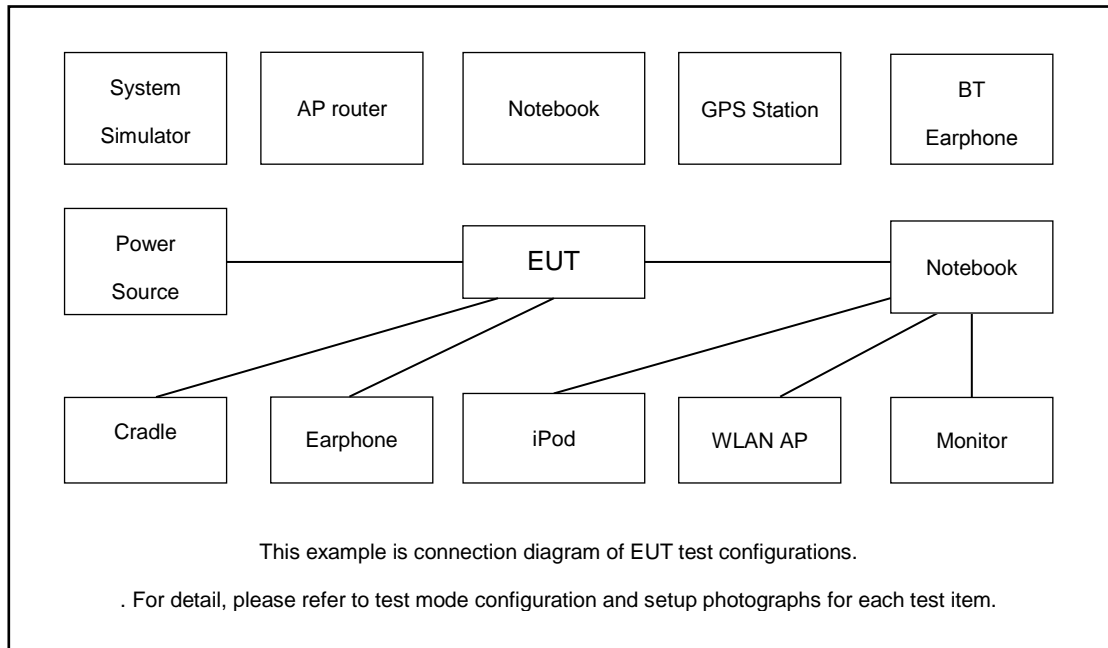 System
Simulator
AP router
Notebook
GPS Station
BT
Earphone
Power
Source
EUT
Notebook
Cradle
Earphone
iPod
WLAN AP
Monitor
This example is connection diagram of EUT test configurations.
. For detail, please refer to test mode configuration and setup photographs for each test item.